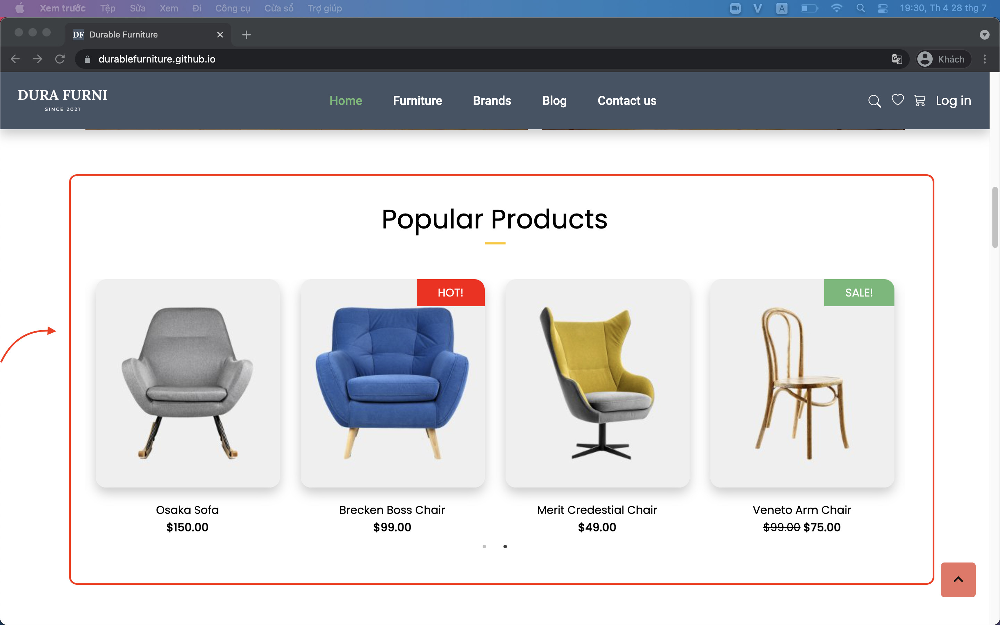 Xem trước Tệp Sửa Xem Đi Công cụ Cửa sổ Trợ giúp V A 19:30, Th 4 28 thg 7
DF Durable Furniture
durablefurniture.github.io Khách
DURA FURNI
SINCE 2021
Home Furniture Brands Blog Contact us Log in
Popular Products
HOT!
SALE!
Osaka Sofa Brecken Boss Chair Merit Credestial Chair Veneto Arm Chair
$150.00 $99.00 $49.00 $99.00 $75.00